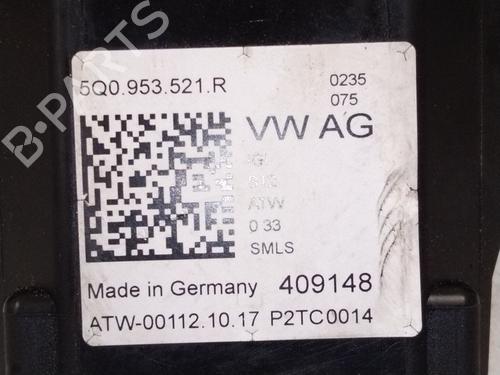 5Q0.953.521.R
0235
075
VW AG
ATW
0 33
SMLS
Made in Germany 409148
ATW-00112.10.17 P2TC0014
B-PARTS